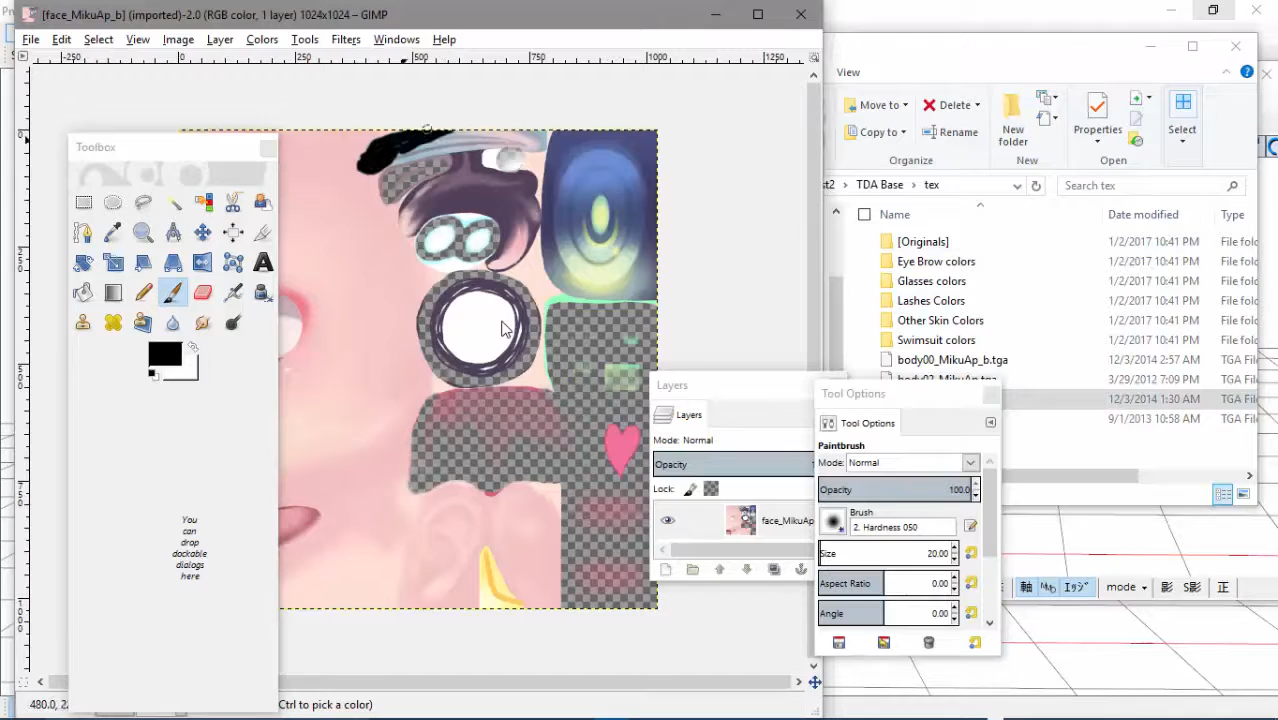 [face_MikuAp_b] (imported)-2.0 (RGB color, 1 layer) 1024x1024 – GIMP
File Edit Select View Image Layer Colors Tools Filters Windows Help
-250 0 250 500 750 1000 1250
Toolbox
You
can
drop
dockable
dialogs
here
Ctrl to pick a color)
Layers
Layers
Mode: Normal
Opacity
Lock:
face_MikuAp
Tool Options
Tool Options
Paintbrush
Mode: Normal
Opacity 100.0
Brush
2. Hardness 050
Size 20.00
Aspect Ratio 0.00
Angle 0.00
View
Move to
Copy to
Delete
Rename
New
folder
Properties
Select
Organize New Open
TDA Base › tex
Search tex
Name Date modified Type
[Originals] 1/2/2017 10:41 PM File fold
Eye Brow colors 1/2/2017 10:41 PM File fold
Glasses colors 1/2/2017 10:41 PM File fold
Lashes Colors 1/2/2017 10:41 PM File fold
Other Skin Colors 1/2/2017 10:41 PM File fold
Swimsuit colors 1/2/2017 10:41 PM File fold
body00_MikuAp_b.tga 12/3/2014 2:57 AM TGA File
3/29/2012 7:09 PM TGA File
12/3/2014 1:30 AM TGA File
9/1/2013 10:58 AM TGA File
軸 mode 影 S影 正